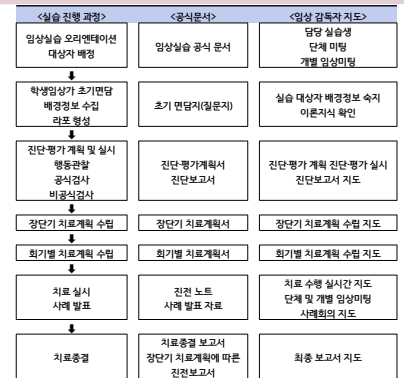 <실습 진행 과정> <공식문서> <임상 감독자 지도>
임상실습 오리엔테이션
대상자 배정
임상실습 공식 문서
담당 실습생
단체 미팅
개별 임상미팅
학생임상가 초기면담
배경정보 수집
라포 형성
초기 면담지(질문지)
실습 대상자 배경정보 숙지
이론지식 확인
진단·평가 계획 및 실시
행동관찰
공식검사
비공식검사
진단·평가계획서
진단보고서
진단·평가 계획 진단·평가 실시
진단보고서 지도
장단기 치료계획 수립
장단기 치료계획서
장단기 치료계획 수립 지도
회기별 치료계획 수립
회기별 치료계획서
회기별 치료계획 수립 지도
치료 실시
사례 발표
진전 노트
사례 발표 자료
치료 수행 실시간 지도
단체 및 개별 임상미팅
사례회의 지도
치료종결
치료종결 보고서
장단기 치료계획에 따른
진전보고서
최종 보고서 지도